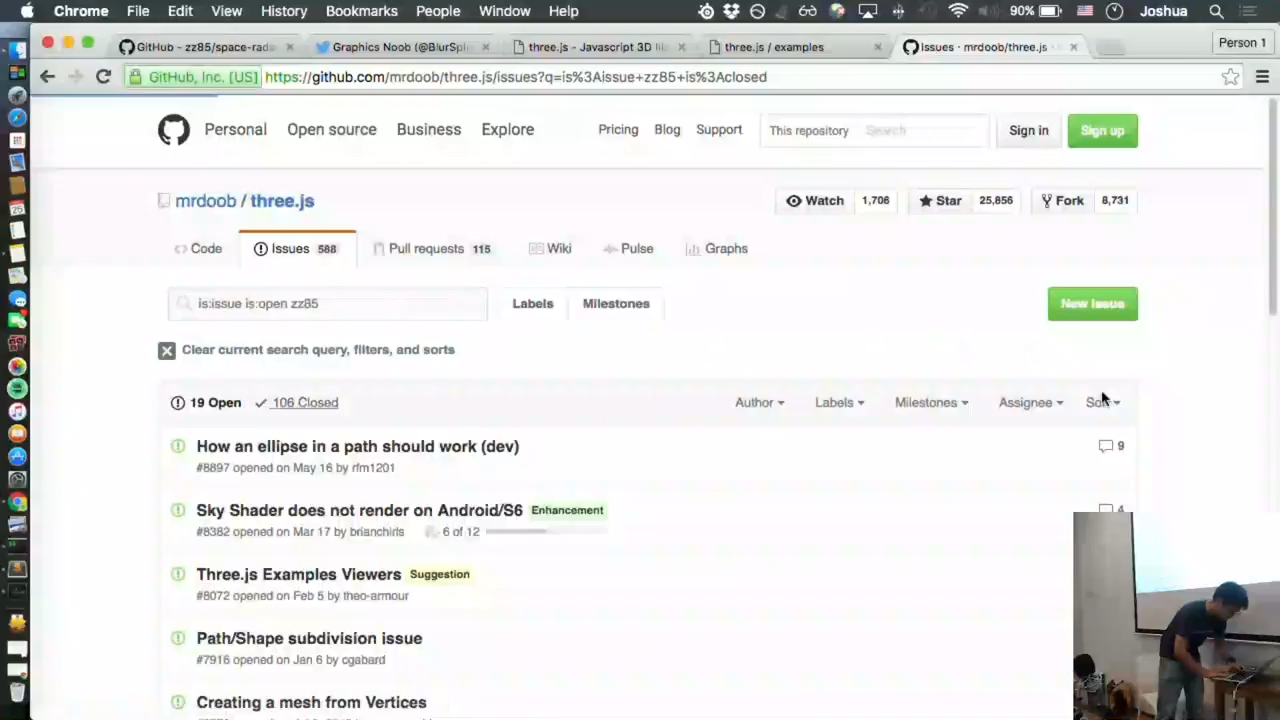 Chrome File Edit View History Bookmarks People Window Help 90% Joshua
GitHub - zz85/space-rada Graphics Noob (@BlurSpli three.js - Javascript 3D lib three.js / examples Issues · mrdoob/three.js Person 1
GitHub, Inc. [US] https://github.com/mrdoob/three.js/issues?q=is%3Aissue+zz85+is%3Aclosed
Personal Open source Business Explore Pricing Blog Support This repository Search Sign in Sign up
mrdoob / three.js Watch 1,706 Star 25,856 Fork 8,731
Code Issues 588 Pull requests 115 Wiki Pulse Graphs
is:issue is:open zz85 Labels Milestones New Issue
Clear current search query, filters, and sorts
19 Open 106 Closed Author Labels Milestones Assignee Sort
How an ellipse in a path should work (dev) 9
#8897 opened on May 16 by rfm1201
Sky Shader does not render on Android/S6 Enhancement 4
#8382 opened on Mar 17 by brianchirls 6 of 12
Three.js Examples Viewers Suggestion
#8072 opened on Feb 5 by theo-armour
Path/Shape subdivision issue
#7916 opened on Jan 6 by cgabard
Creating a mesh from Vertices